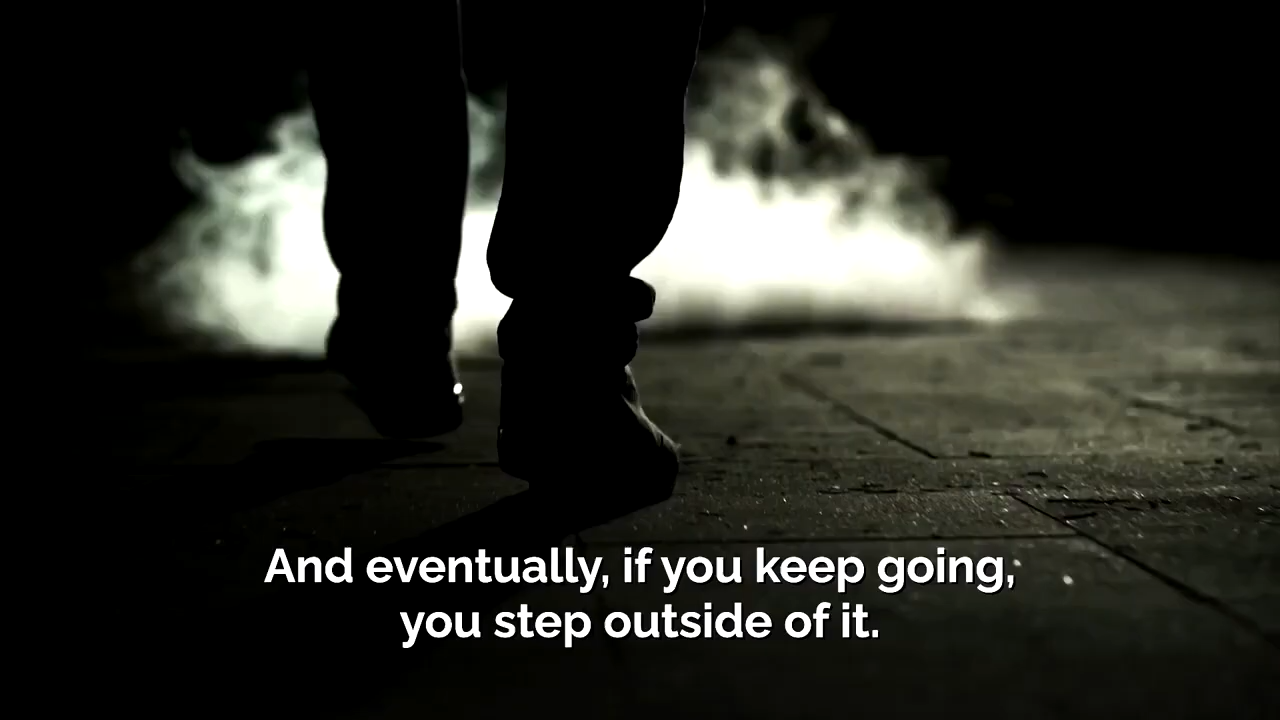 And eventually, if you keep going,
you step outside of it.